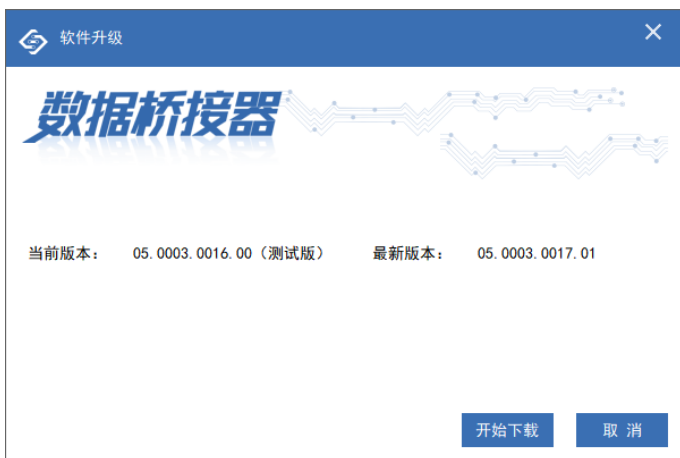 软件升级
数据桥接器
当前版本： 05.0003.0016.00（测试版） 最新版本： 05.0003.0017.01
开始下载 取 消